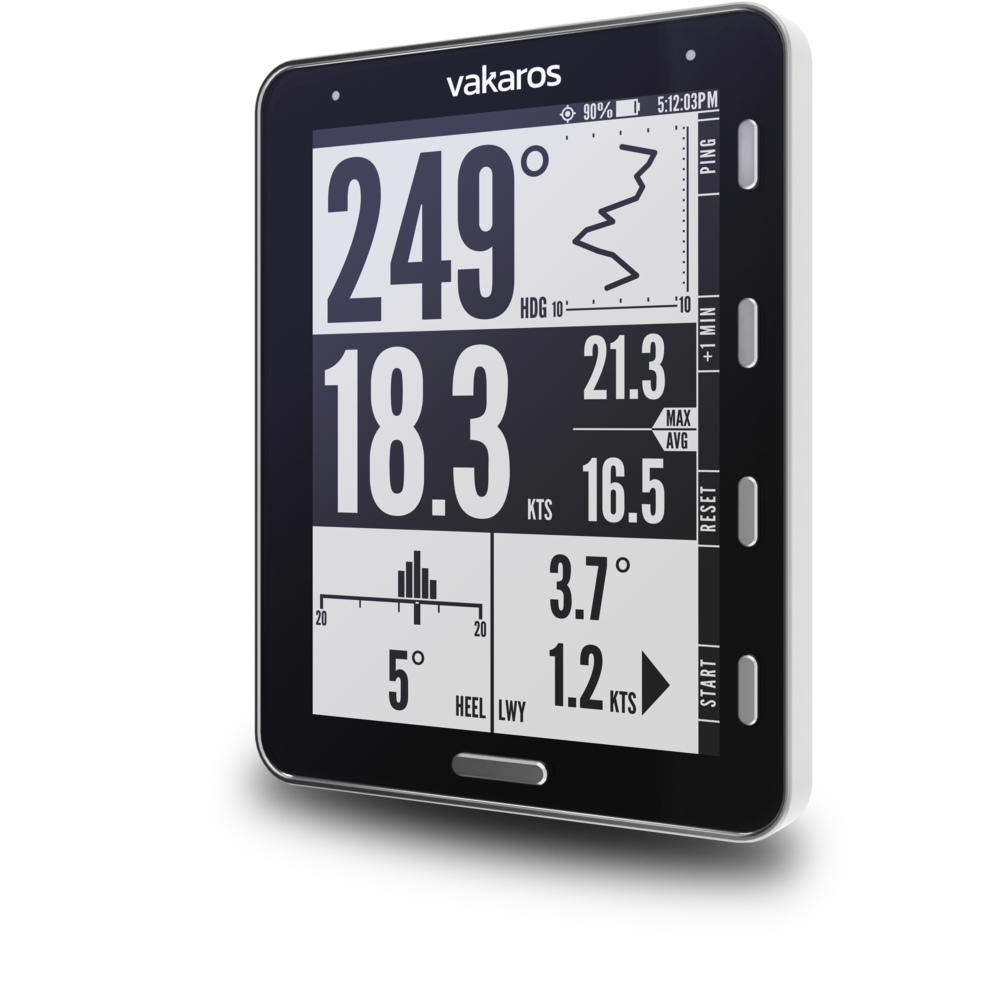 vakaros
90% 5:12:03PM
249°
HDG 10 10
PING
18.3 KTS
21.3
MAX
AVG
16.5
+1 MIN
RESET
20 20
5°
HEEL
3.7°
1.2 KTS
LWY
START